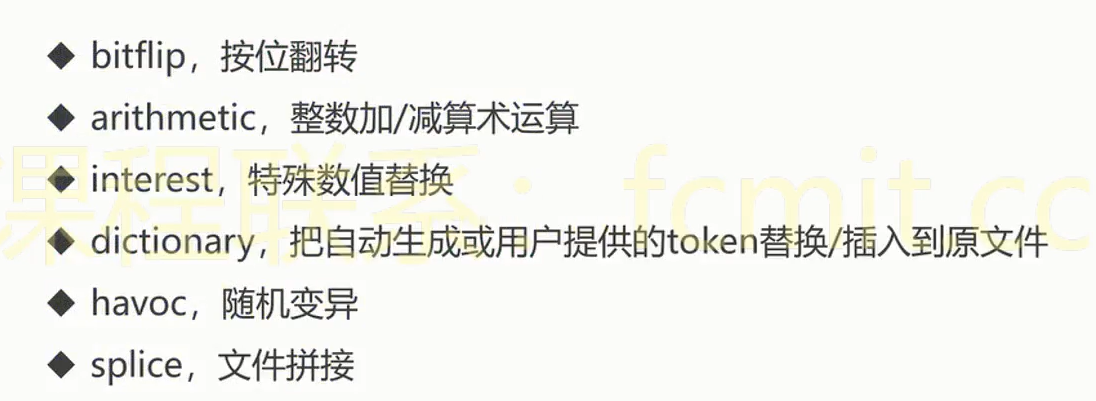 ◆ bitflip，按位翻转
◆ arithmetic，整数加/减算术运算
◆ interest，特殊数值替换
课程联系：fcmit.cc
◆ dictionary，把自动生成或用户提供的token替换/插入到原文件
◆ havoc，随机变异
◆ splice，文件拼接